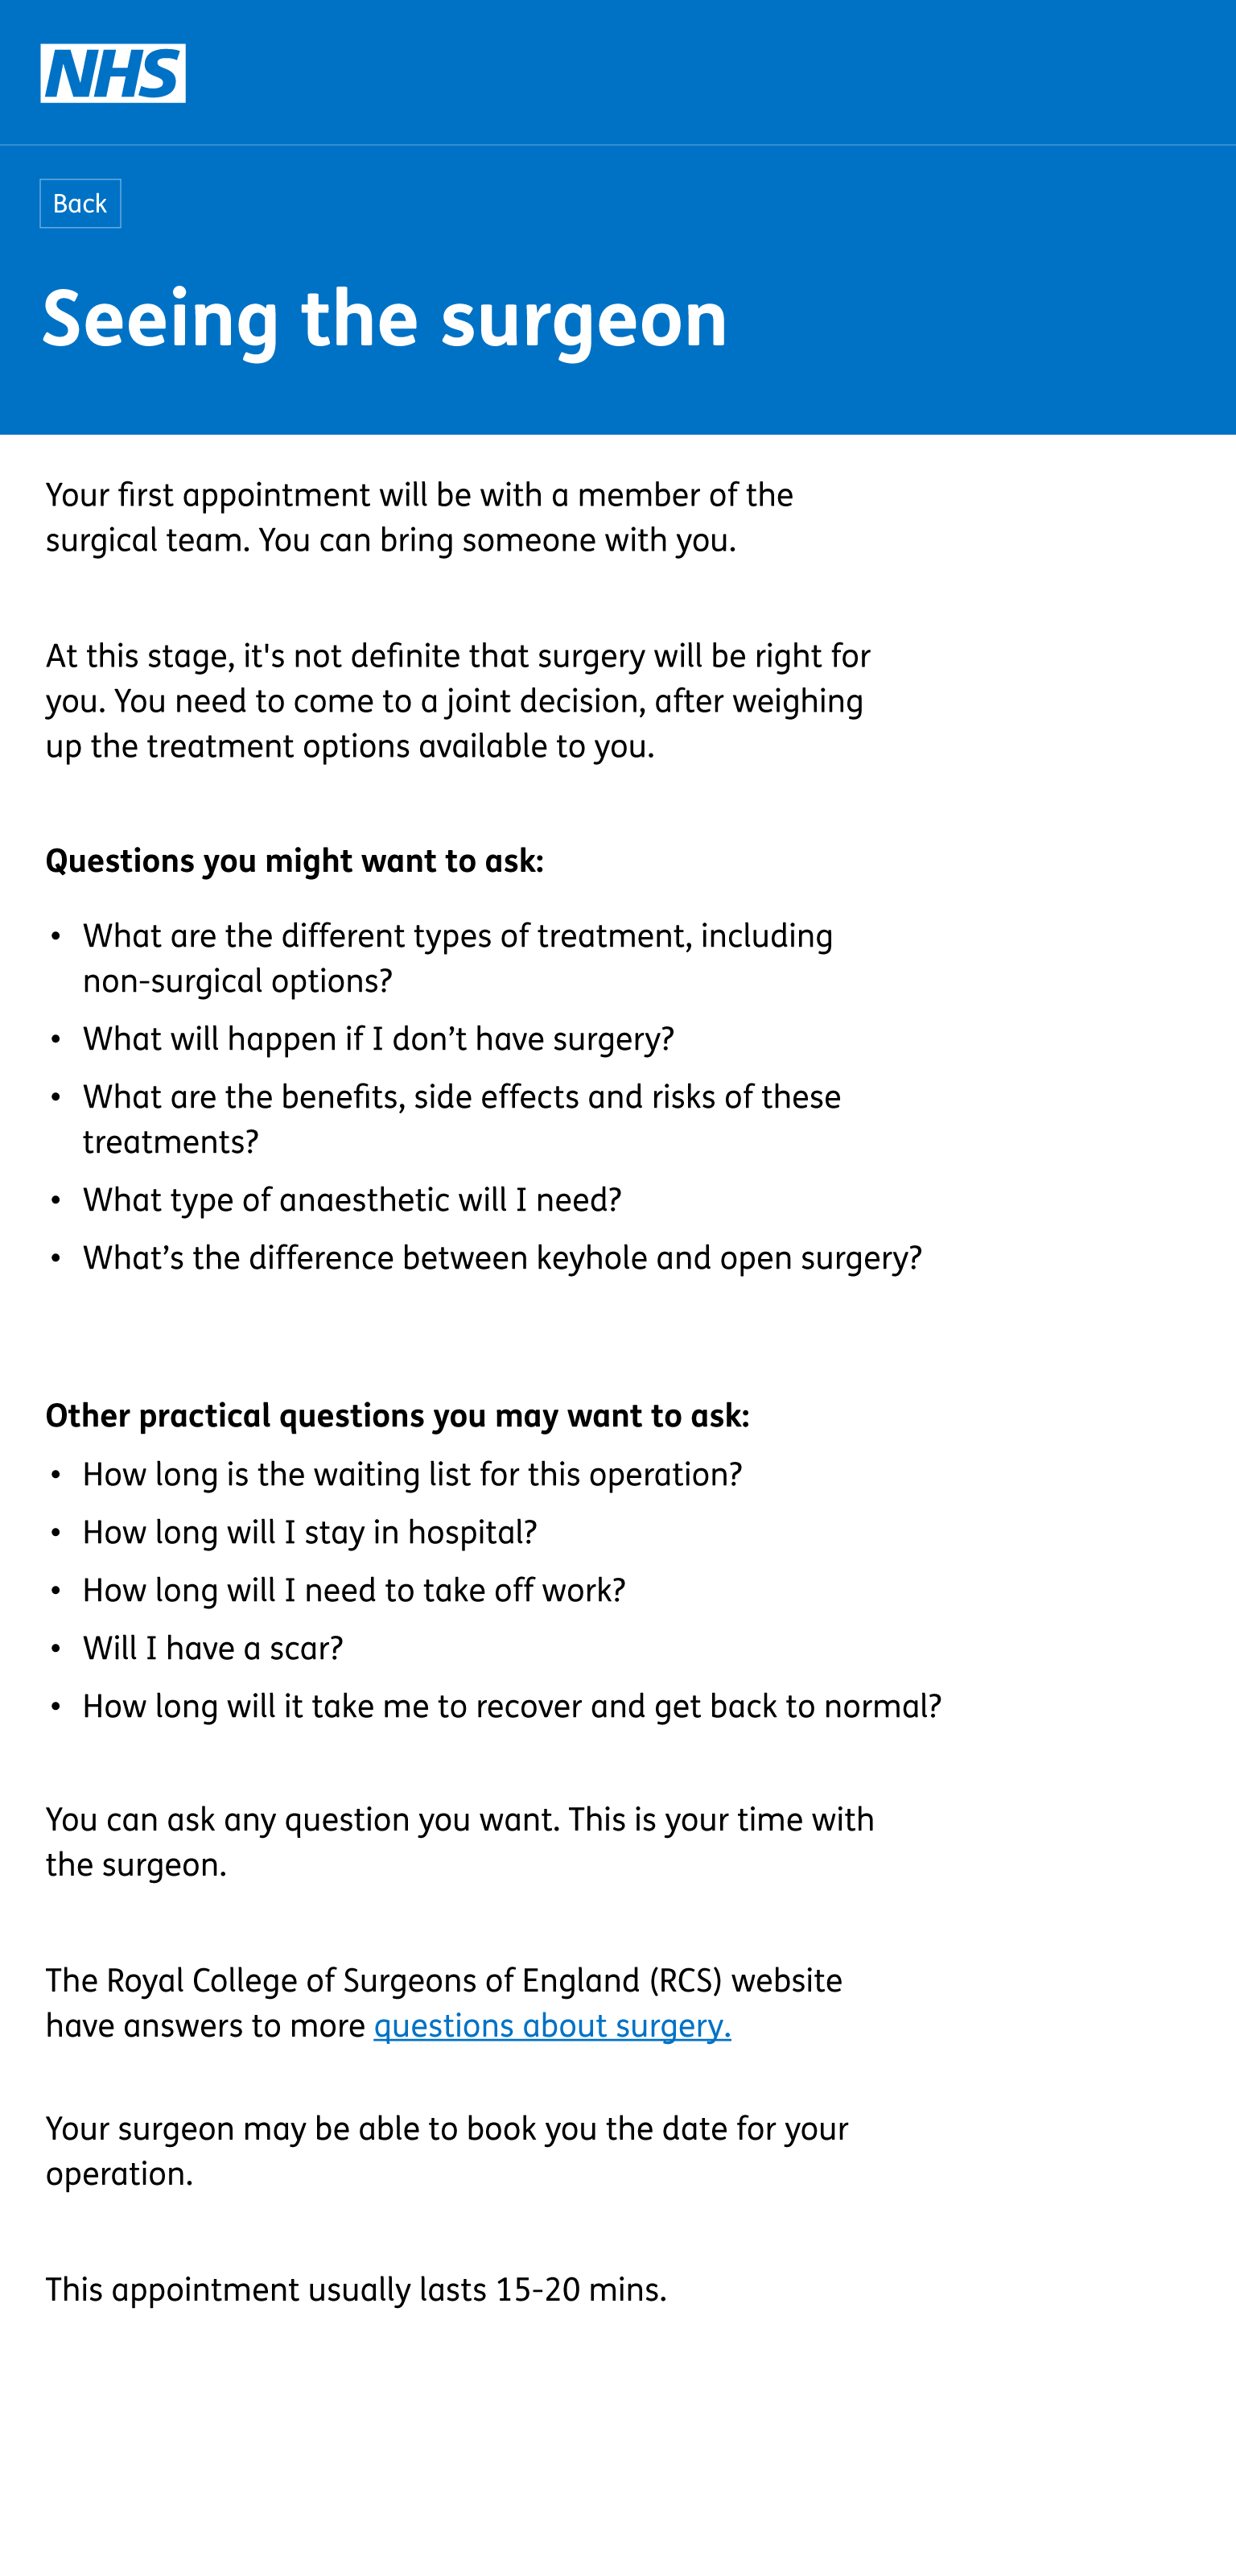 NHS
Back
Seeing the surgeon
Your first appointment will be with a member of the
surgical team. You can bring someone with you.
At this stage, it's not definite that surgery will be right for
you. You need to come to a joint decision, after weighing
up the treatment options available to you.
Questions you might want to ask:
• What are the different types of treatment, including
non-surgical options?
• What will happen if I don’t have surgery?
• What are the benefits, side effects and risks of these
treatments?
• What type of anaesthetic will I need?
• What’s the difference between keyhole and open surgery?
Other practical questions you may want to ask:
• How long is the waiting list for this operation?
• How long will I stay in hospital?
• How long will I need to take off work?
• Will I have a scar?
• How long will it take me to recover and get back to normal?
You can ask any question you want. This is your time with
the surgeon.
The Royal College of Surgeons of England (RCS) website
have answers to more questions about surgery.
Your surgeon may be able to book you the date for your
operation.
This appointment usually lasts 15-20 mins.